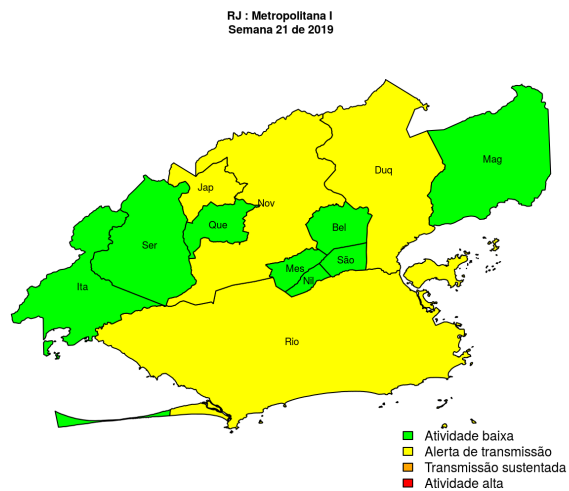 RJ : Metropolitana I
Semana 21 de 2019
Mag
Duq
Jap
Nov
Que
Bel
Ser
São
Mes
Nil
Ita
Rio
Atividade baixa
Alerta de transmissão
Transmissão sustentada
Atividade alta